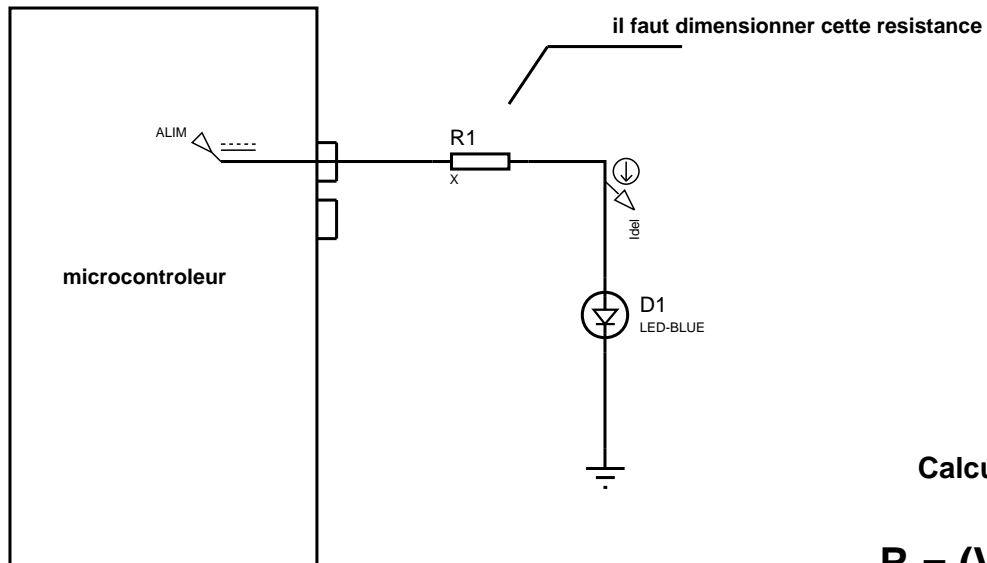 il faut dimensionner cette resistance
ALIM
R1
X
Idel
microcontroleur
D1
LED-BLUE